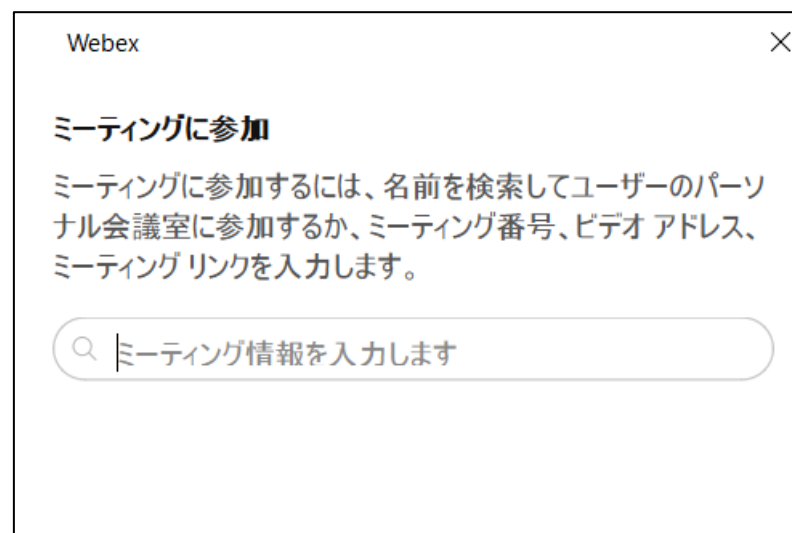 Webex
ミーティングに参加
ミーティングに参加するには、名前を検索してユーザーのパーソ
ナル会議室に参加するか、ミーティング番号、ビデオ アドレス、
ミーティング リンクを入力します。
ミーティング情報を入力します